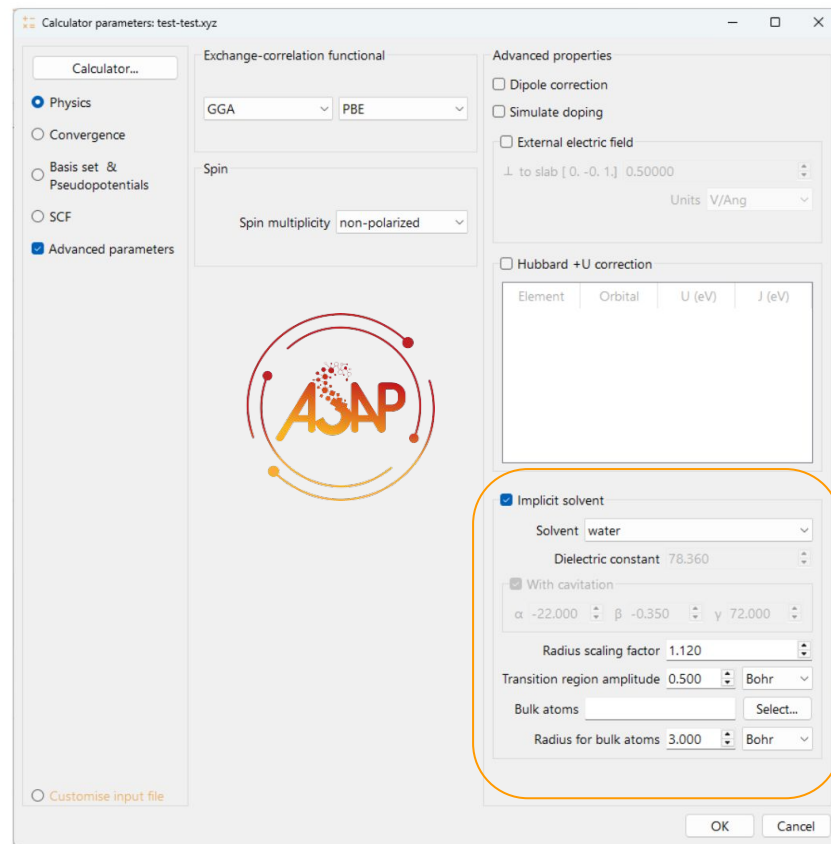 Calculator parameters: test-test.xyz
Calculator...
Physics
Convergence
Basis set &
Pseudopotentials
SCF
Advanced parameters
Customise input file
Exchange-correlation functional
GGA PBE
Spin
Spin multiplicity non-polarized
ASAP
Advanced properties
Dipole correction
Simulate doping
External electric field
⊥ to slab [ 0. -0. 1.] 0.50000
Units V/Ang
Hubbard +U correction
Element Orbital U (eV) J (eV)
Implicit solvent
Solvent water
Dielectric constant 78.360
With cavitation
α -22.000 β -0.350 γ 72.000
Radius scaling factor 1.120
Transition region amplitude 0.500 Bohr
Bulk atoms Select...
Radius for bulk atoms 3.000 Bohr
OK Cancel